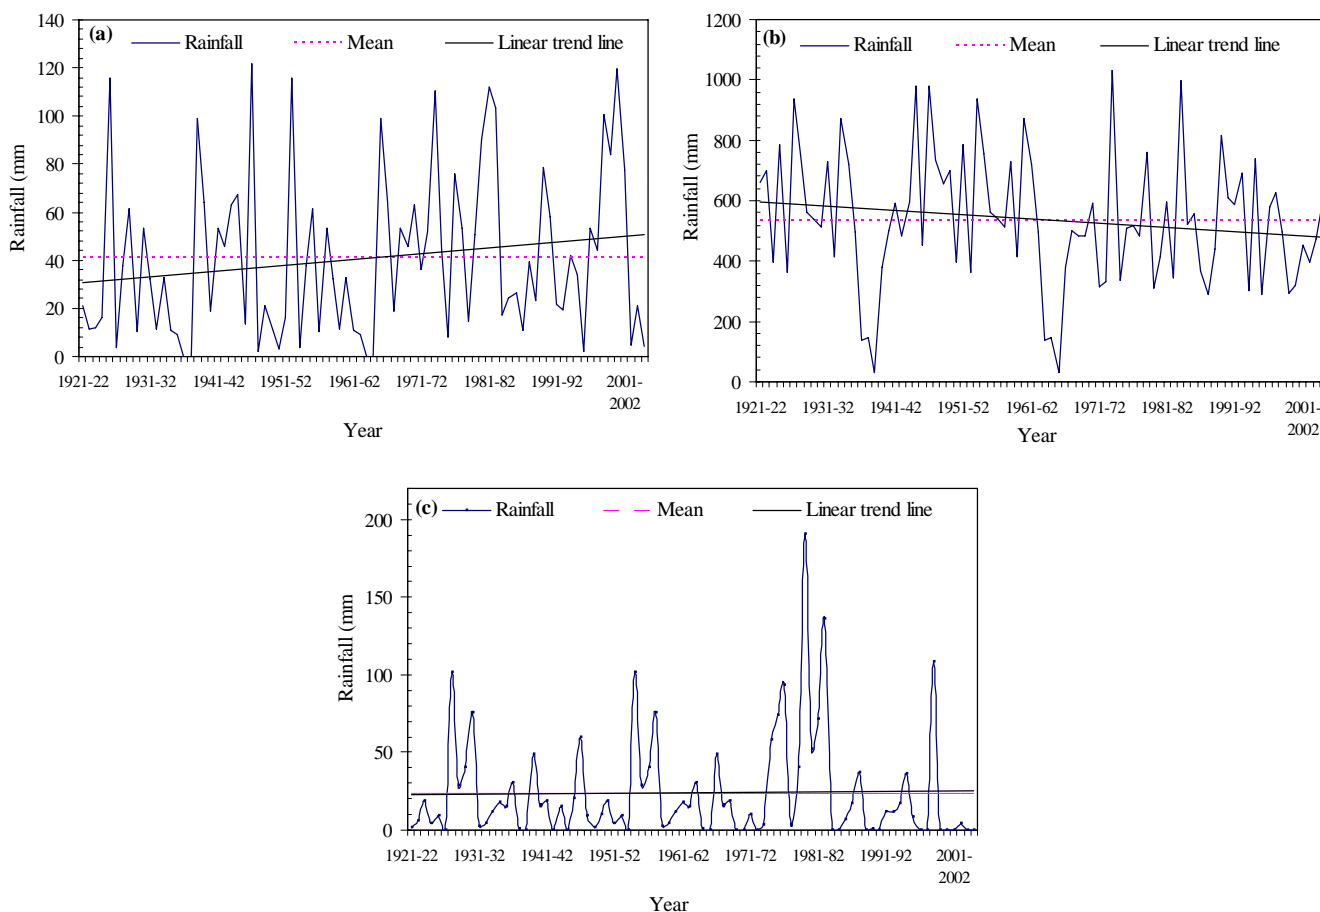 140
120
100
80
60
40
20
0
(a)
Rainfall
Mean
Linear trend line
Rainfall (mm
1921-22
1931-32
1941-42
1951-52
1961-62
1971-72
1981-82
1991-92
2001-
2002
Year
1200
1000
800
600
400
200
0
(b)
Rainfall
Mean
Linear trend line
Rainfall (mm
1921-22
1931-32
1941-42
1951-52
1961-62
1971-72
1981-82
1991-92
2001-
2002
Year
200
150
100
50
0
(c)
Rainfall
Mean
Linear trend line
Rainfall (mm
1921-22
1931-32
1941-42
1951-52
1961-62
1971-72
1981-82
1991-92
2001-
2002
Year